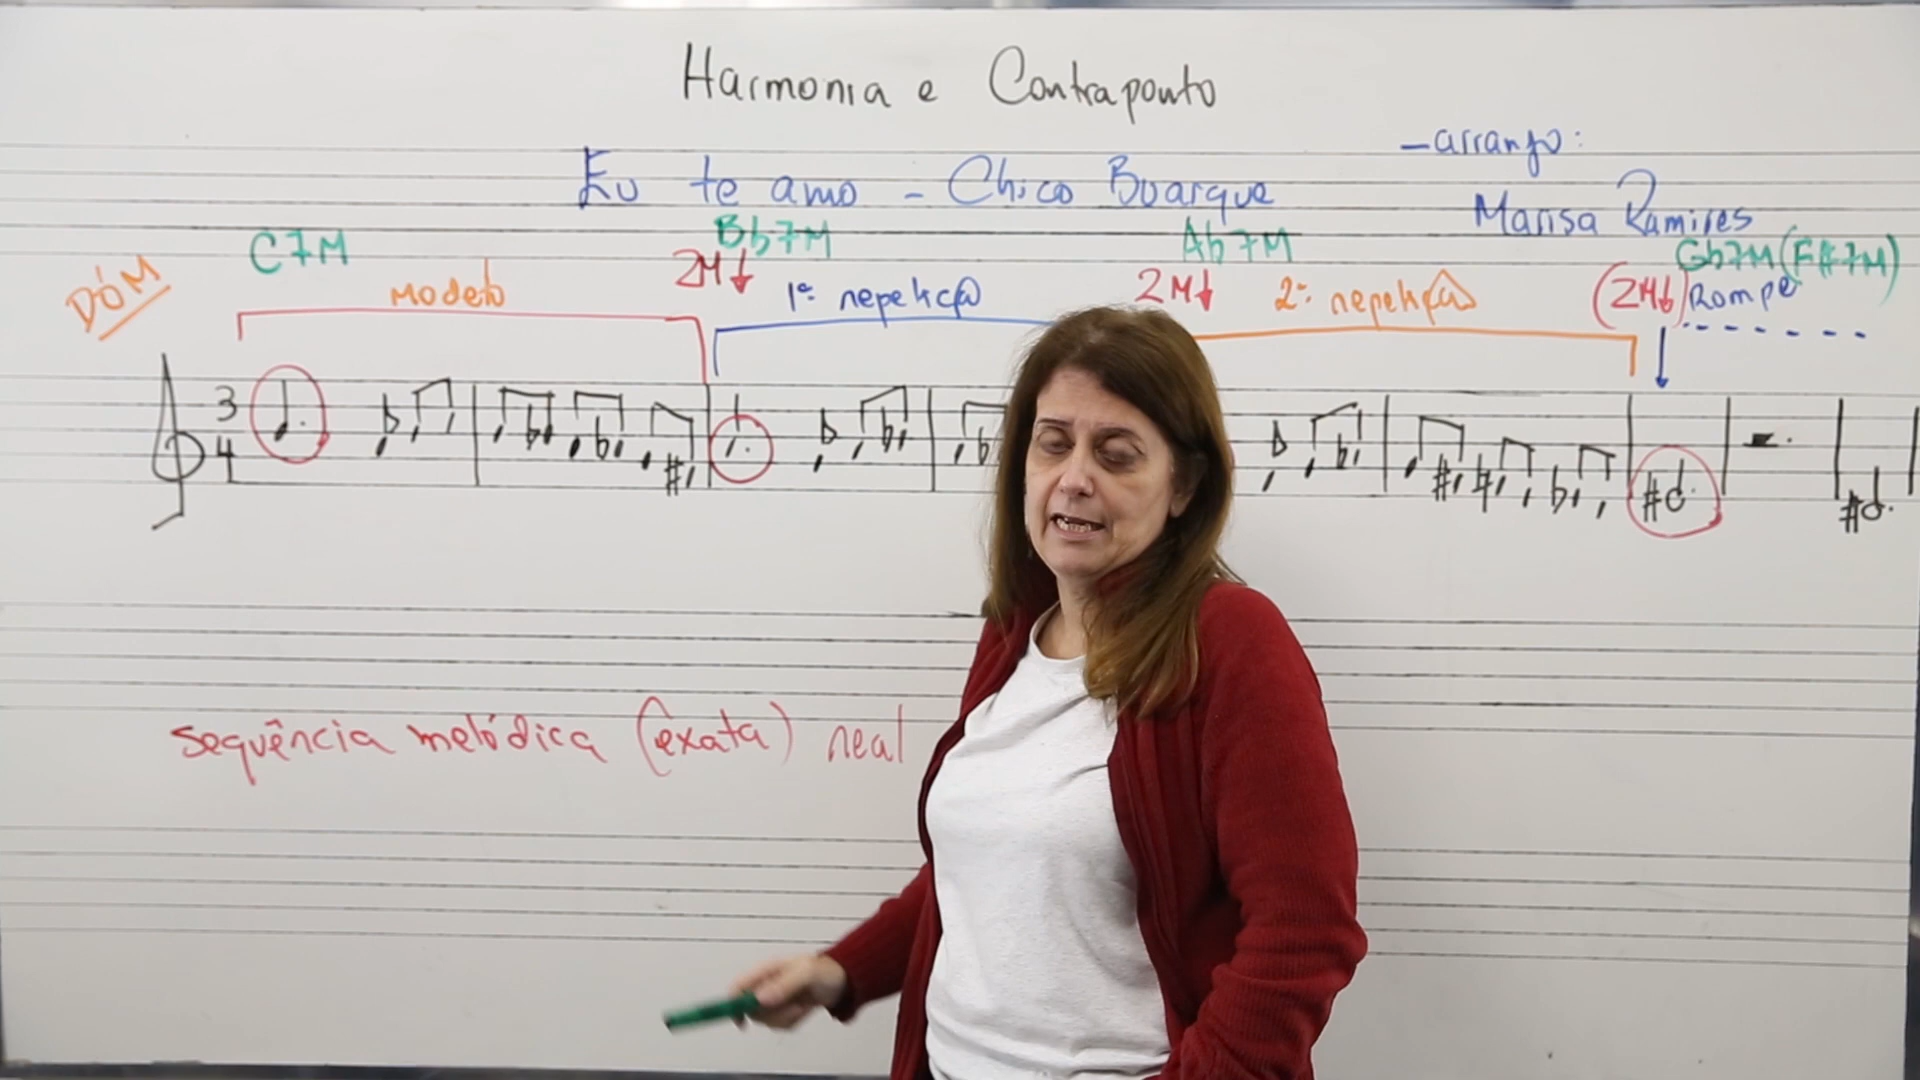 Harmonia e Contraponto
- arranjo:
Eu te amo - Chico Buarque
Marisa Ramires
C7M Bb7M Ab7M Gb7M (F#7M)
DÓM modelo 2M↓ 1ª repetição 2M↓ 2ª repetição (2M↓) Rompe
3
4
sequência melódica (exata) real